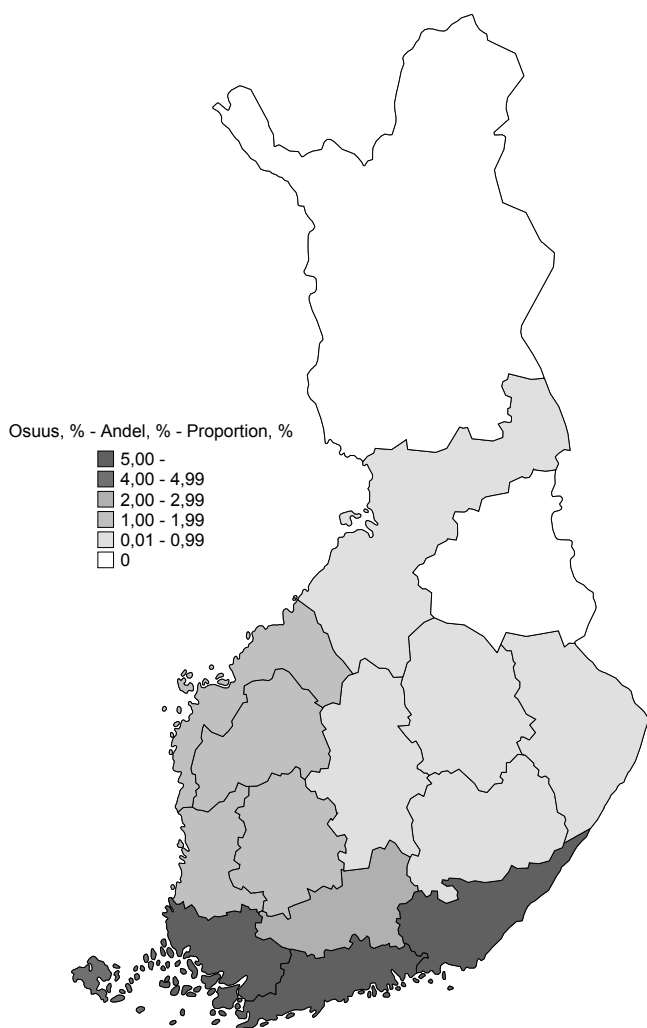 Osuus, % - Andel, % - Proportion, %
5,00 -
4,00 - 4,99
2,00 - 2,99
1,00 - 1,99
0,01 - 0,99
0